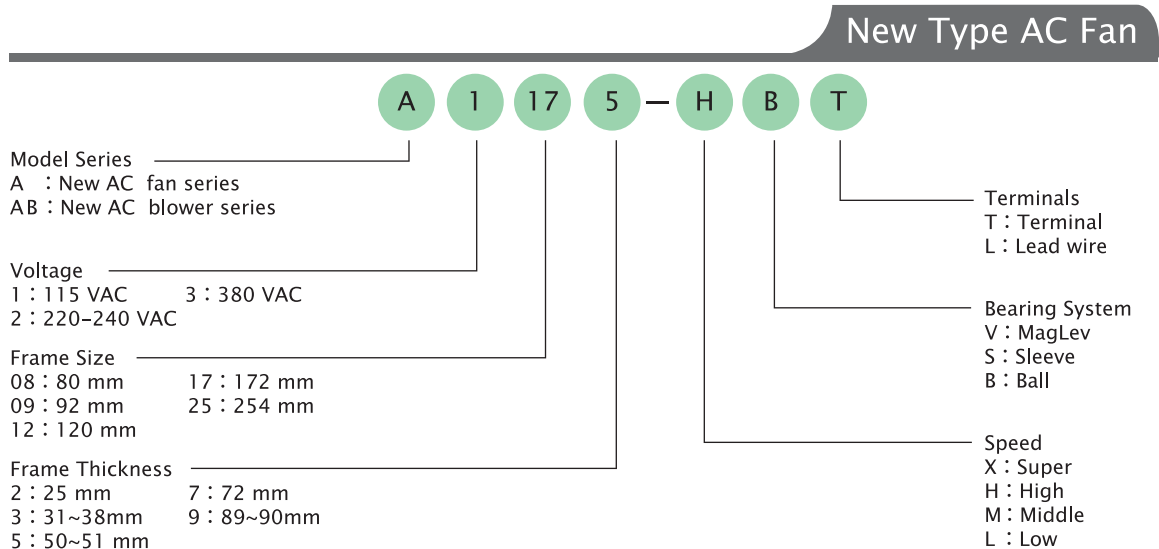 New Type AC Fan
A 1 17 5 – H B T
Model Series
A : New AC fan series
AB : New AC blower series
Voltage
1 : 115 VAC 3 : 380 VAC
2 : 220–240 VAC
Frame Size
08 : 80 mm 17 : 172 mm
09 : 92 mm 25 : 254 mm
12 : 120 mm
Frame Thickness
2 : 25 mm 7 : 72 mm
3 : 31~38mm 9 : 89~90mm
5 : 50~51 mm
Terminals
T : Terminal
L : Lead wire
Bearing System
V : MagLev
S : Sleeve
B : Ball
Speed
X : Super
H : High
M : Middle
L : Low